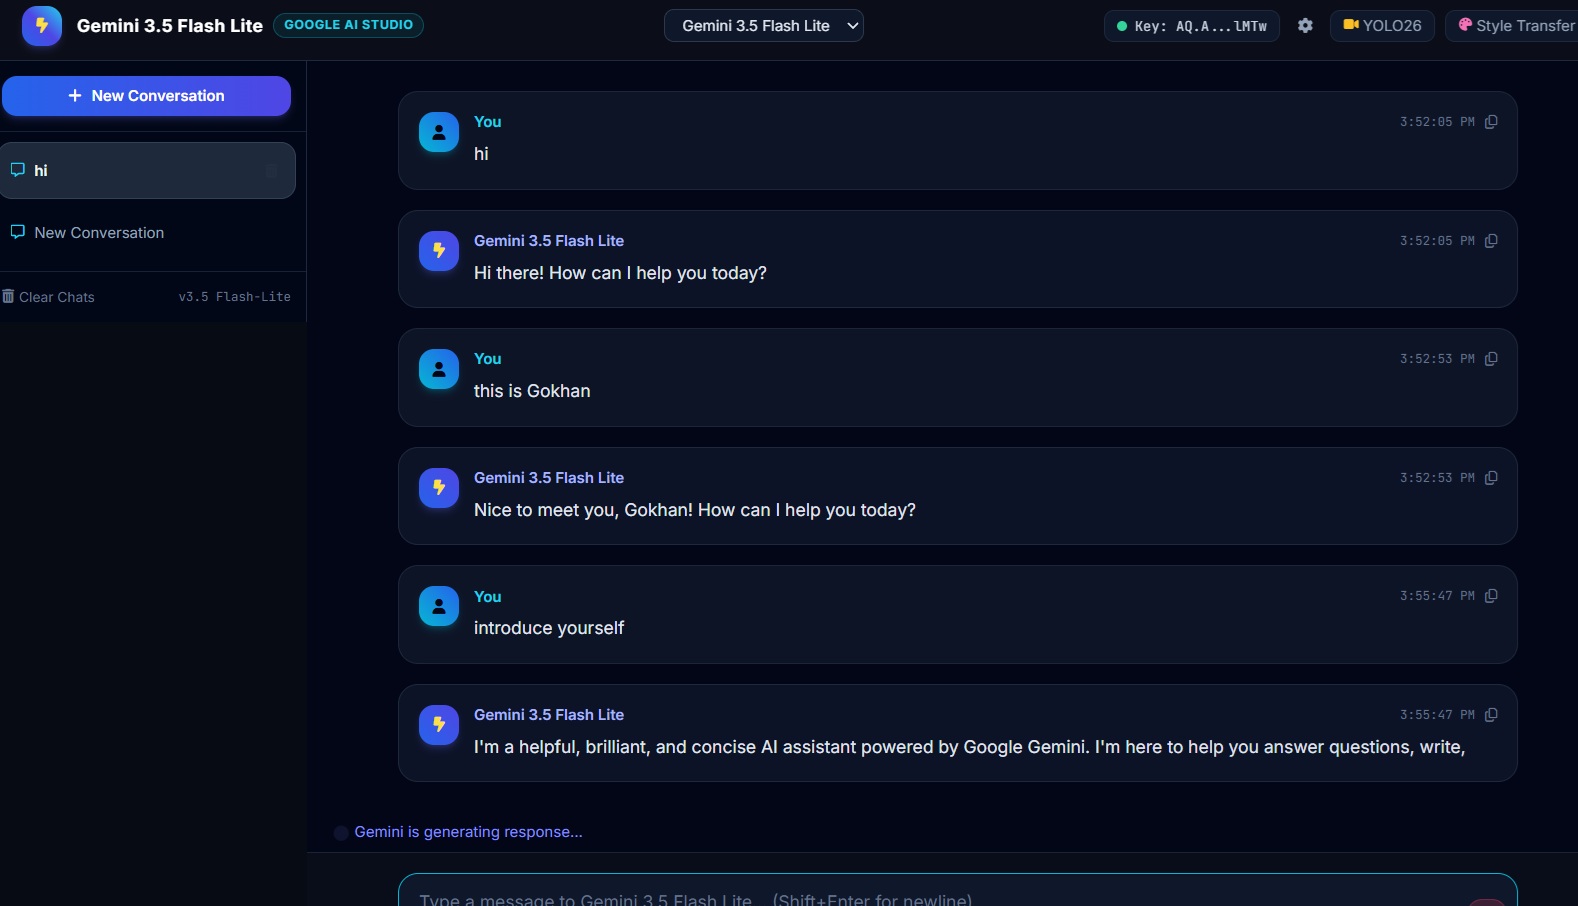 Gemini 3.5 Flash Lite
GOOGLE AI STUDIO
Gemini 3.5 Flash Lite
Key: AQ.A...lMTw
YOLO26
Style Transfer
New Conversation
hi
New Conversation
Clear Chats
v3.5 Flash-Lite
You
3:52:05 PM
hi
Gemini 3.5 Flash Lite
3:52:05 PM
Hi there! How can I help you today?
You
3:52:53 PM
this is Gokhan
Gemini 3.5 Flash Lite
3:52:53 PM
Nice to meet you, Gokhan! How can I help you today?
You
3:55:47 PM
introduce yourself
Gemini 3.5 Flash Lite
3:55:47 PM
I'm a helpful, brilliant, and concise AI assistant powered by Google Gemini. I'm here to help you answer questions, write,
Gemini is generating response...
Type a message to Gemini 3.5 Flash Lite... (Shift+Enter for newline)